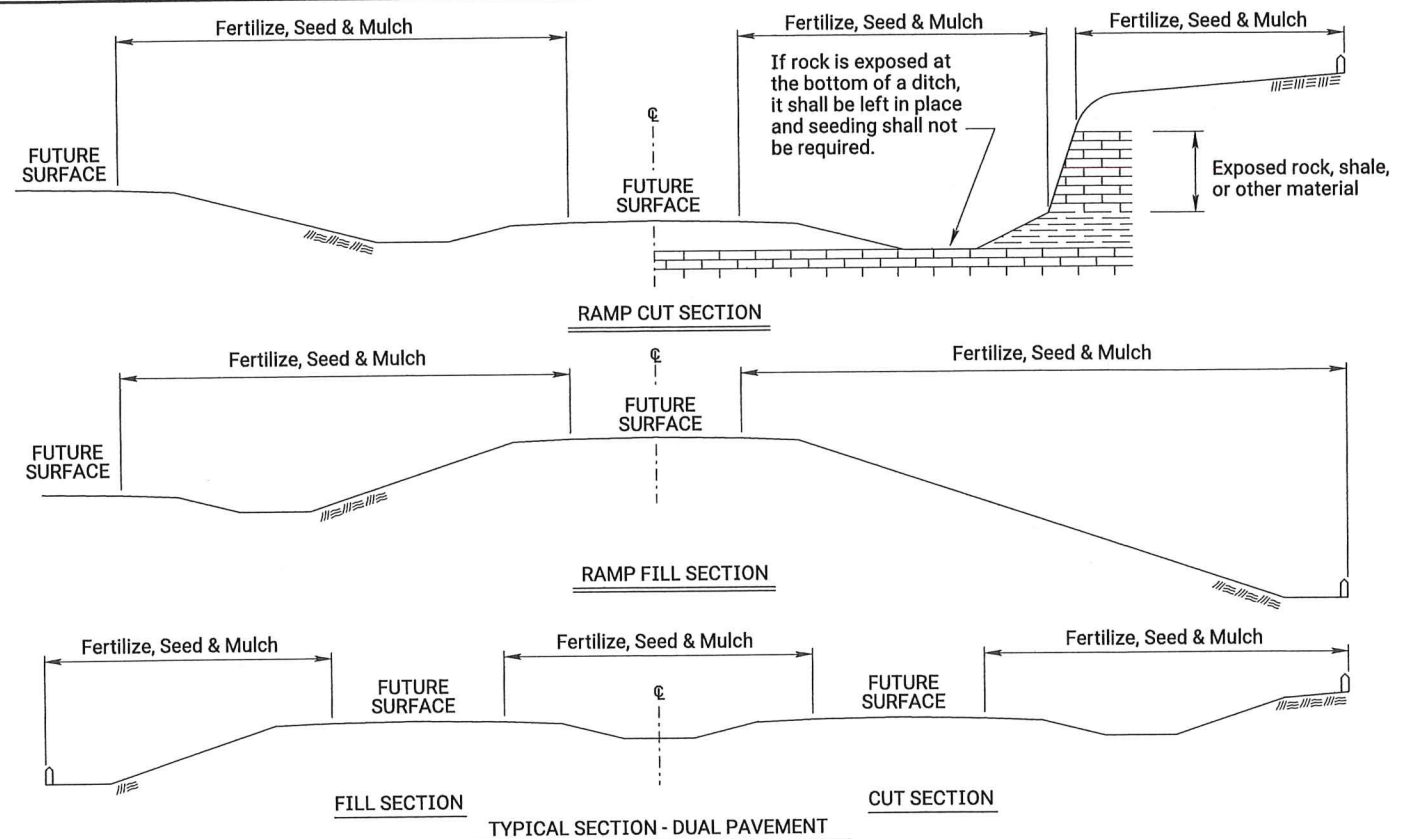 Fertilize, Seed & Mulch
Fertilize, Seed & Mulch
Fertilize, Seed & Mulch
If rock is exposed at
the bottom of a ditch,
it shall be left in place
and seeding shall not
be required.
℄
FUTURE
SURFACE
FUTURE
SURFACE
Exposed rock, shale,
or other material
RAMP CUT SECTION
Fertilize, Seed & Mulch
℄
Fertilize, Seed & Mulch
FUTURE
SURFACE
FUTURE
SURFACE
RAMP FILL SECTION
Fertilize, Seed & Mulch
Fertilize, Seed & Mulch
Fertilize, Seed & Mulch
FUTURE
SURFACE
℄
FUTURE
SURFACE
FILL SECTION
CUT SECTION
TYPICAL SECTION - DUAL PAVEMENT